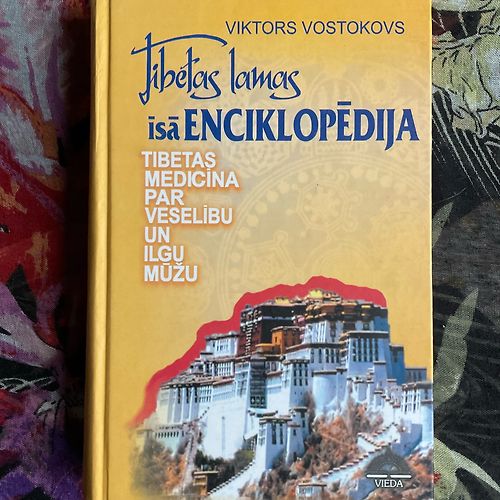 VIKTORS VOSTOKOVS
Tibetas lamas
īsā ENCIKLOPĒDIJA
TIBETAS
MEDICĪNA
PAR
VESELĪBU
UN
ILGU
MŪŽU
VIEDA